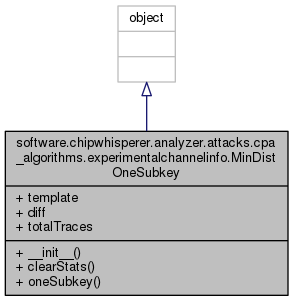 object
software.chipwhisperer.analyzer.attacks.cpa
_algorithms.experimentalchannelinfo.MinDist
OneSubkey
+ template
+ diff
+ totalTraces
+ __init__()
+ clearStats()
+ oneSubkey()